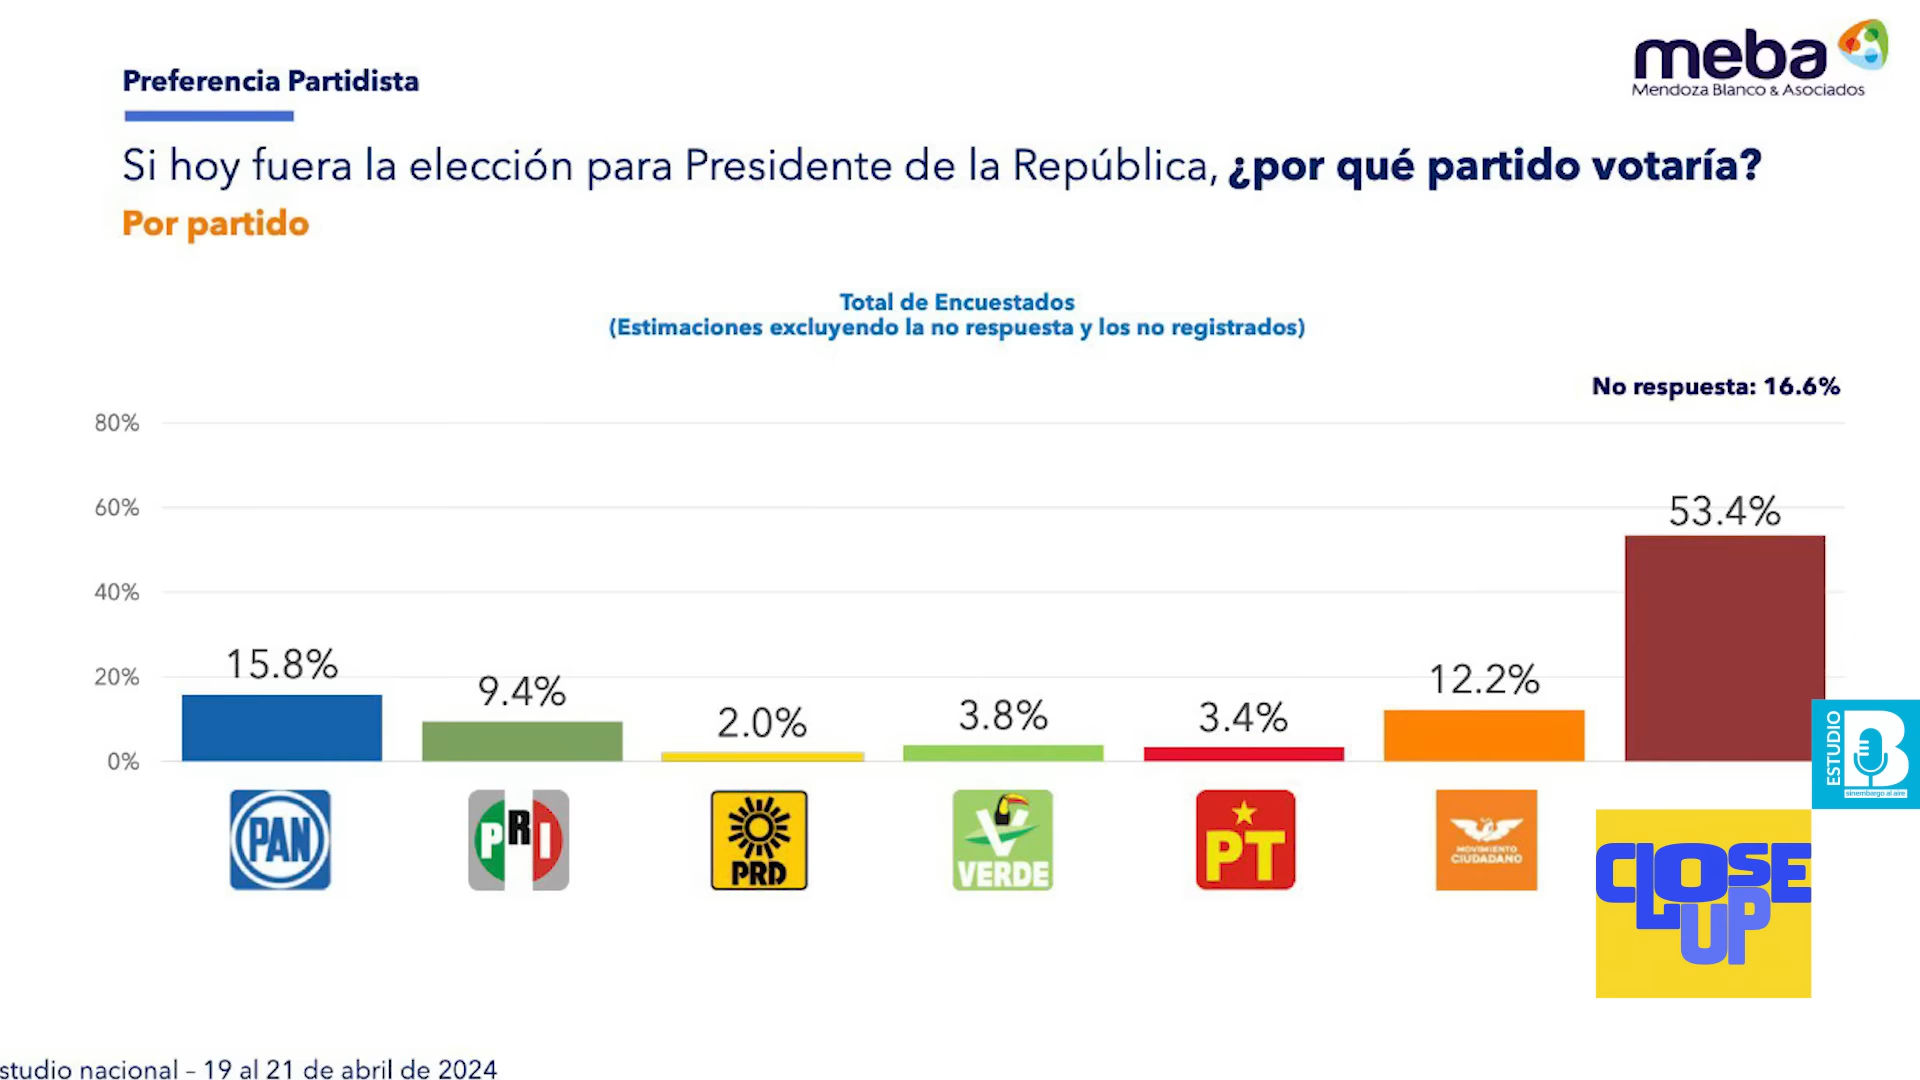 meba
Mendoza Blanco & Asociados
Preferencia Partidista
Si hoy fuera la elección para Presidente de la República, ¿por qué partido votaría?
Por partido
Total de Encuestados
(Estimaciones excluyendo la no respuesta y los no registrados)
No respuesta: 16.6%
80%
60%
40%
20%
0%
15.8%
9.4%
2.0%
3.8%
3.4%
12.2%
53.4%
PAN
PRI
PRD
VERDE
PT
MOVIMIENTO
CIUDADANO
ESTUDIO
B
sinembargo al aire
CLOSE
UP
studio nacional – 19 al 21 de abril de 2024